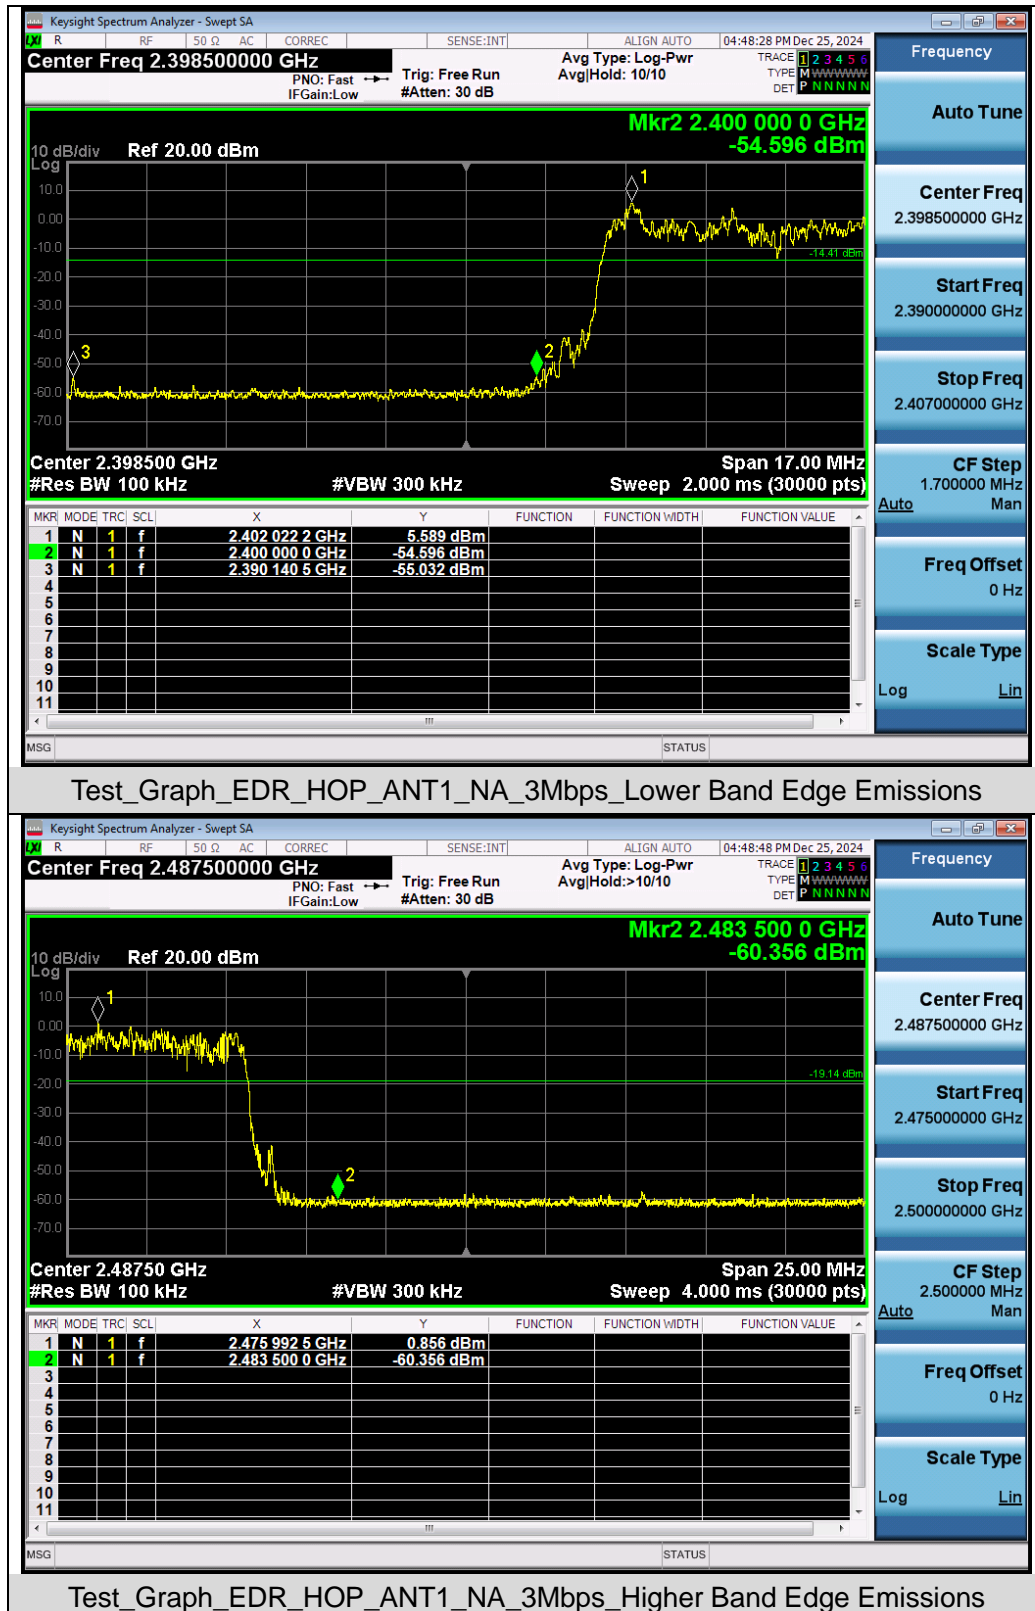 Keysight Spectrum Analyzer - Swept SA
LXI R RF 50 Ω AC CORREC SENSE:INT ALIGN AUTO 04:48:28 PM Dec 25, 2024
Center Freq 2.398500000 GHz Avg Type: Log-Pwr TRACE 1 2 3 4 5 6
PNO: Fast Trig: Free Run Avg|Hold: 10/10 TYPE M WWWWW
IFGain:Low #Atten: 30 dB DET P N N N N N
Mkr2 2.400 000 0 GHz
-54.596 dBm
10 dB/div Ref 20.00 dBm
Log
10.0
0.00
-10.0
-20.0
-30.0
-40.0
-50.0
-60.0
-70.0
1
-14.41 dBm
2
3
Center 2.398500 GHz Span 17.00 MHz
#Res BW 100 kHz #VBW 300 kHz Sweep 2.000 ms (30000 pts)
MKR MODE TRC SCL X Y FUNCTION FUNCTION WIDTH FUNCTION VALUE
1 N 1 f 2.402 022 2 GHz 5.589 dBm
2 N 1 f 2.400 000 0 GHz -54.596 dBm
3 N 1 f 2.390 140 5 GHz -55.032 dBm
4
5
6
7
8
9
10
11
MSG STATUS
Frequency
Auto Tune
Center Freq
2.398500000 GHz
Start Freq
2.390000000 GHz
Stop Freq
2.407000000 GHz
CF Step
1.700000 MHz
Auto Man
Freq Offset
0 Hz
Scale Type
Log Lin
Test_Graph_EDR_HOP_ANT1_NA_3Mbps_Lower Band Edge Emissions
Keysight Spectrum Analyzer - Swept SA
LXI R RF 50 Ω AC CORREC SENSE:INT ALIGN AUTO 04:48:48 PM Dec 25, 2024
Center Freq 2.487500000 GHz Avg Type: Log-Pwr TRACE 1 2 3 4 5 6
PNO: Fast Trig: Free Run Avg|Hold:>10/10 TYPE M WWWWW
IFGain:Low #Atten: 30 dB DET P N N N N N
Mkr2 2.483 500 0 GHz
-60.356 dBm
10 dB/div Ref 20.00 dBm
Log
10.0
0.00
-10.0
-20.0
-30.0
-40.0
-50.0
-60.0
-70.0
1
-19.14 dBm
2
Center 2.48750 GHz Span 25.00 MHz
#Res BW 100 kHz #VBW 300 kHz Sweep 4.000 ms (30000 pts)
MKR MODE TRC SCL X Y FUNCTION FUNCTION WIDTH FUNCTION VALUE
1 N 1 f 2.475 992 5 GHz 0.856 dBm
2 N 1 f 2.483 500 0 GHz -60.356 dBm
3
4
5
6
7
8
9
10
11
MSG STATUS
Frequency
Auto Tune
Center Freq
2.487500000 GHz
Start Freq
2.475000000 GHz
Stop Freq
2.500000000 GHz
CF Step
2.500000 MHz
Auto Man
Freq Offset
0 Hz
Scale Type
Log Lin
Test_Graph_EDR_HOP_ANT1_NA_3Mbps_Higher Band Edge Emissions